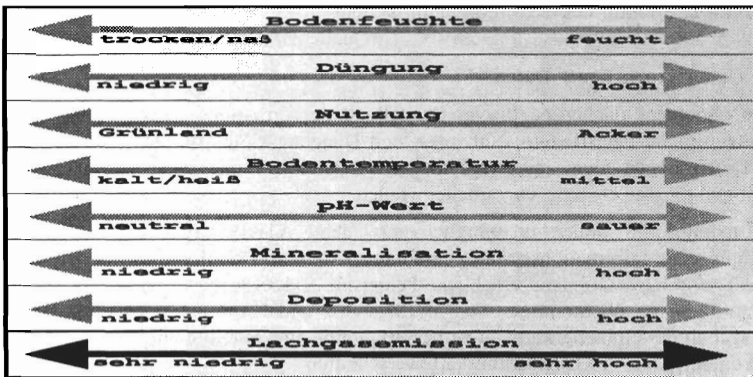 Bodenfeuchte
trocken/naß feucht
Düngung
niedrig hoch
Nutzung
Grünland Acker
Bodentemperatur
kalt/heiß mittel
pH-Wert
neutral sauer
Mineralisation
niedrig hoch
Deposition
niedrig hoch
Lachgasemission
sehr niedrig sehr hoch